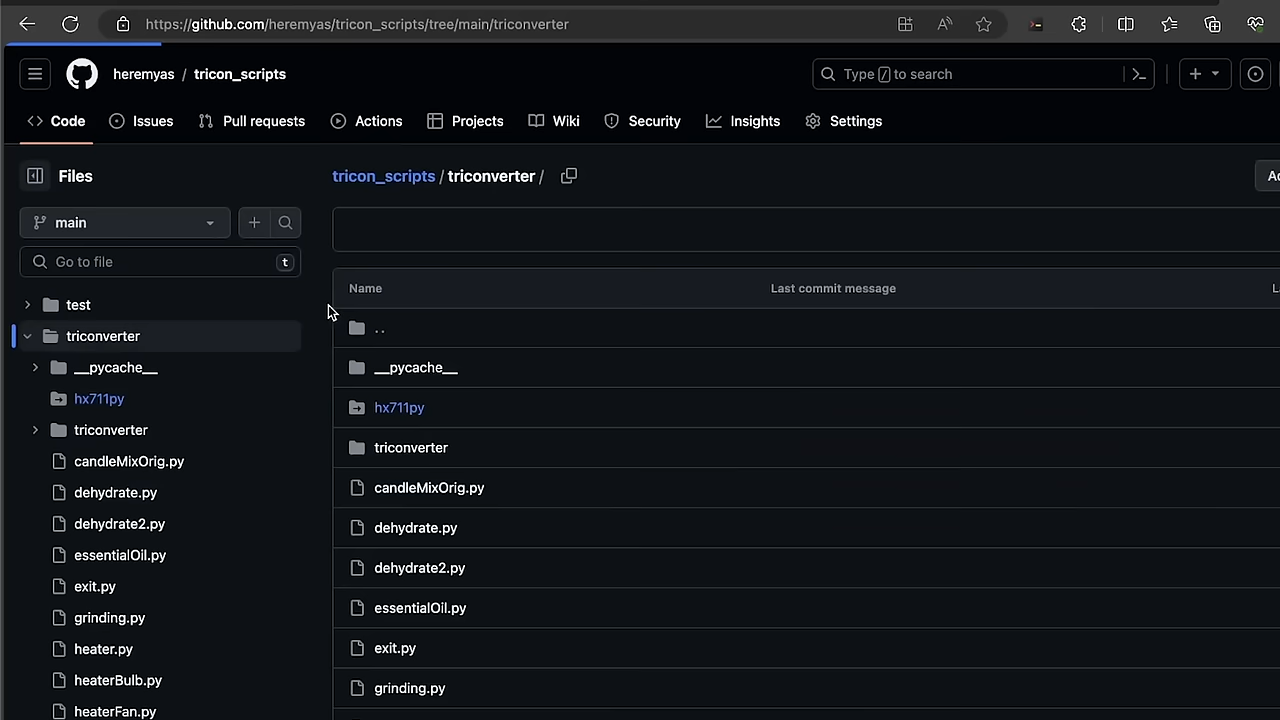 https://github.com/heremyas/tricon_scripts/tree/main/triconverter
heremyas / tricon_scripts
Type / to search
Code Issues Pull requests Actions Projects Wiki Security Insights Settings
Files
tricon_scripts / triconverter /
main
Go to file t
Name Last commit message
test
..
triconverter
__pycache__
__pycache__
hx711py
hx711py
triconverter
triconverter
candleMixOrig.py
candleMixOrig.py
dehydrate.py
dehydrate.py
dehydrate2.py
dehydrate2.py
essentialOil.py
essentialOil.py
exit.py
exit.py
grinding.py
grinding.py
heater.py
heaterBulb.py
heaterFan.py